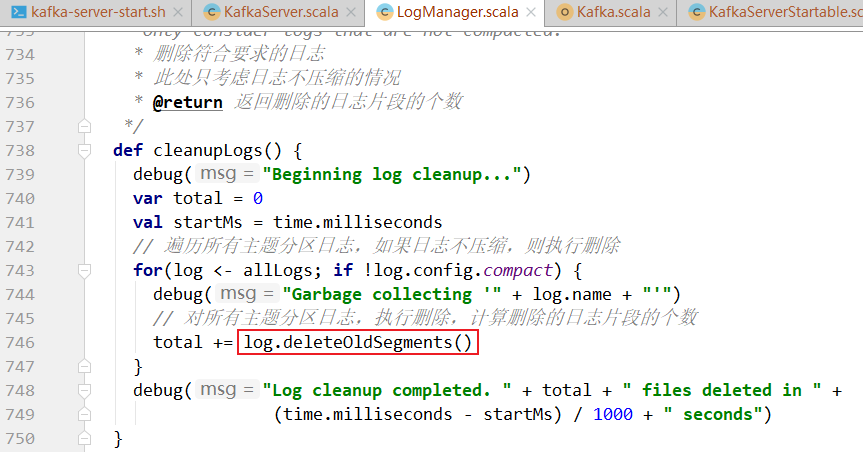 kafka-server-start.sh × KafkaServer.scala × LogManager.scala × Kafka.scala × KafkaServerStartable.sc
only consider logs that are not compacted.
734 * 删除符合要求的日志
735 * 此处只考虑日志不压缩的情况
736 * @return 返回删除的日志片段的个数
737 */
738 def cleanupLogs() {
739 debug( msg = "Beginning log cleanup...")
740 var total = 0
741 val startMs = time.milliseconds
742 // 遍历所有主题分区日志，如果日志不压缩，则执行删除
743 for(log <- allLogs; if !log.config.compact) {
744 debug( msg = "Garbage collecting '" + log.name + "'")
745 // 对所有主题分区日志，执行删除，计算删除的日志片段的个数
746 total += log.deleteOldSegments()
747 }
748 debug( msg = "Log cleanup completed. " + total + " files deleted in " +
749 (time.milliseconds - startMs) / 1000 + " seconds")
750 }